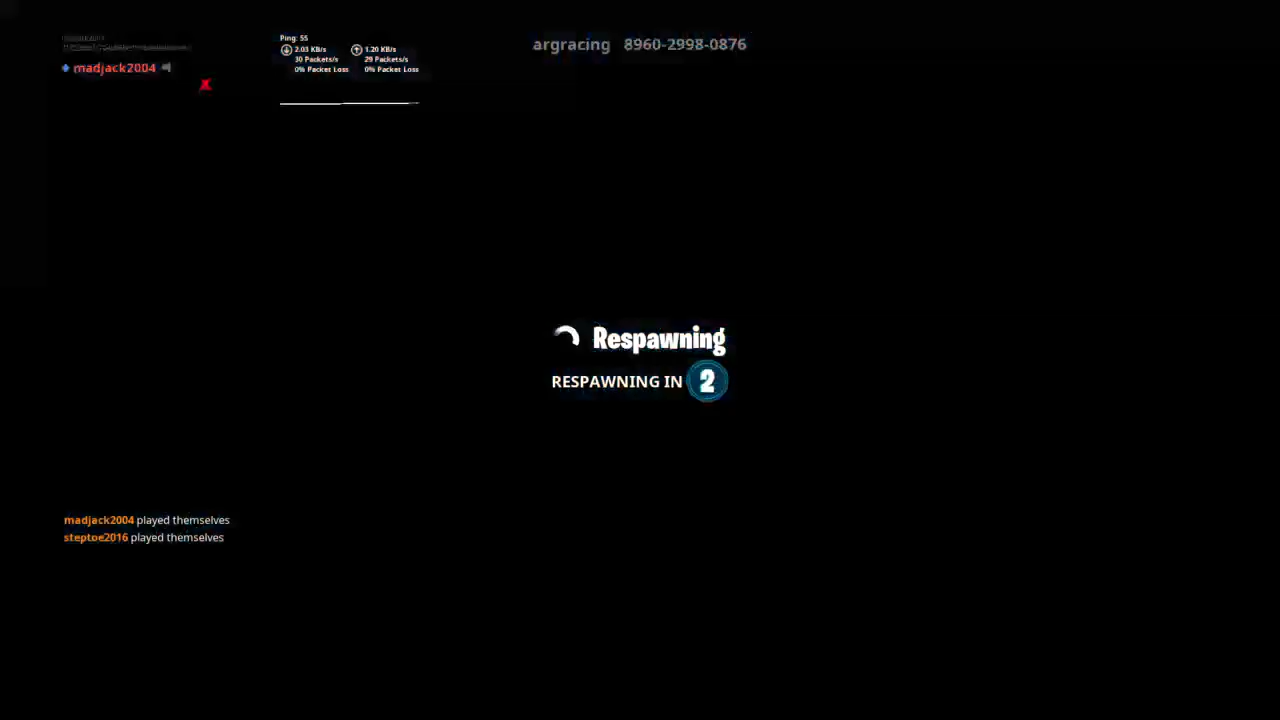 Ping: 55
2.03 KB/s 1.20 KB/s
30 Packets/s 29 Packets/s
0% Packet Loss 0% Packet Loss
argracing 8960-2998-0876
madjack2004
Respawning
RESPAWNING IN 2
madjack2004 played themselves
steptoe2016 played themselves